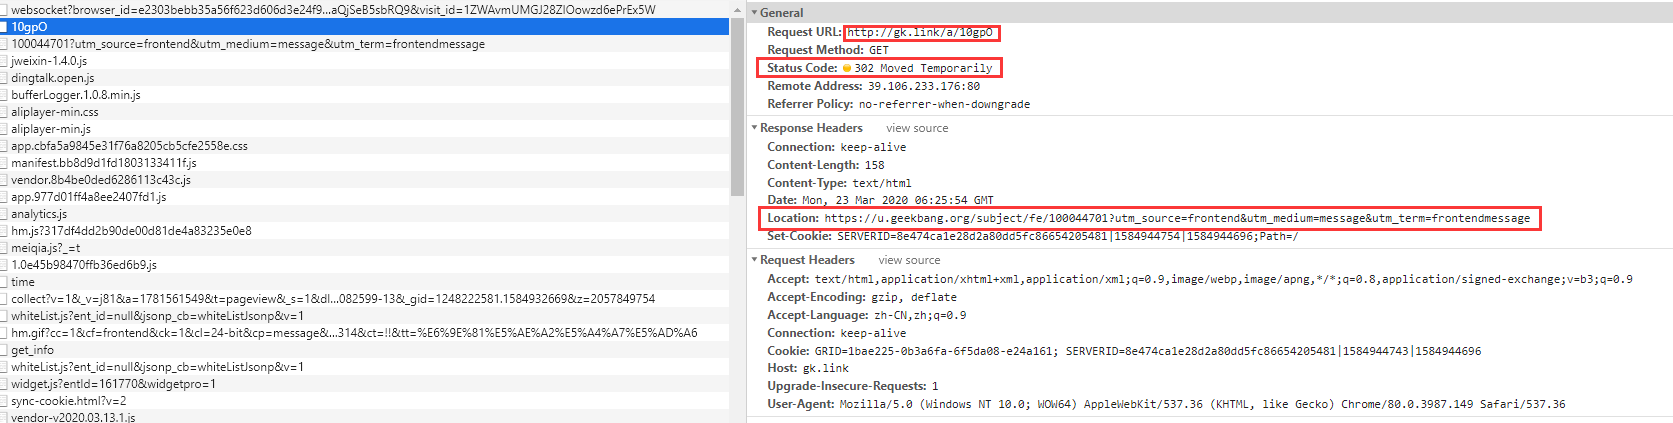 websocket?browser_id=e2303bebb35a56f623d606d3e24f9...aQjSeB5sbRQ9&visit_id=1ZWAvmUMGJ28ZIOowzd6ePrEx5W
10gpO
100044701?utm_source=frontend&utm_medium=message&utm_term=frontendmessage
jweixin-1.4.0.js
dingtalk.open.js
bufferLogger.1.0.8.min.js
aliplayer-min.css
aliplayer-min.js
app.cbfa5a9845e31f76a8205cb5cfe2558e.css
manifest.bb8d9d1fd1803133411f.js
vendor.8b4be0ded6286113c43c.js
app.977d01ff4a8ee2407fd1.js
analytics.js
hm.js?317df4dd2b90de00d81de4a83235e0e8
meiqia.js?_=t
1.0e45b98470ffb36ed6b9.js
time
collect?v=1&_v=j81&a=1781561549&t=pageview&_s=1&dl...082599-13&_gid=1248222581.1584932669&z=2057849754
whiteList.js?ent_id=null&jsonp_cb=whiteListJsonp&v=1
hm.gif?cc=1&cf=frontend&ck=1&cl=24-bit&cp=message&...314&ct=!!&tt=%E6%9E%81%E5%AE%A2%E5%A4%A7%E5%AD%A6
get_info
whiteList.js?ent_id=null&jsonp_cb=whiteListJsonp&v=1
widget.js?entId=161770&widgetpro=1
sync-cookie.html?v=2
vendor-v2020.03.13.1.js
General
Request URL: http://gk.link/a/10gpO
Request Method: GET
Status Code: 302 Moved Temporarily
Remote Address: 39.106.233.176:80
Referrer Policy: no-referrer-when-downgrade
Response Headers view source
Connection: keep-alive
Content-Length: 158
Content-Type: text/html
Date: Mon, 23 Mar 2020 06:25:54 GMT
Location: https://u.geekbang.org/subject/fe/100044701?utm_source=frontend&utm_medium=message&utm_term=frontendmessage
Set-Cookie: SERVERID=8e474ca1e28d2a80dd5fc86654205481|1584944754|1584944696;Path=/
Request Headers view source
Accept: text/html,application/xhtml+xml,application/xml;q=0.9,image/webp,image/apng,*/*;q=0.8,application/signed-exchange;v=b3;q=0.9
Accept-Encoding: gzip, deflate
Accept-Language: zh-CN,zh;q=0.9
Connection: keep-alive
Cookie: GRID=1bae225-0b3a6fa-6f5da08-e24a161; SERVERID=8e474ca1e28d2a80dd5fc86654205481|1584944743|1584944696
Host: gk.link
Upgrade-Insecure-Requests: 1
User-Agent: Mozilla/5.0 (Windows NT 10.0; WOW64) AppleWebKit/537.36 (KHTML, like Gecko) Chrome/80.0.3987.149 Safari/537.36